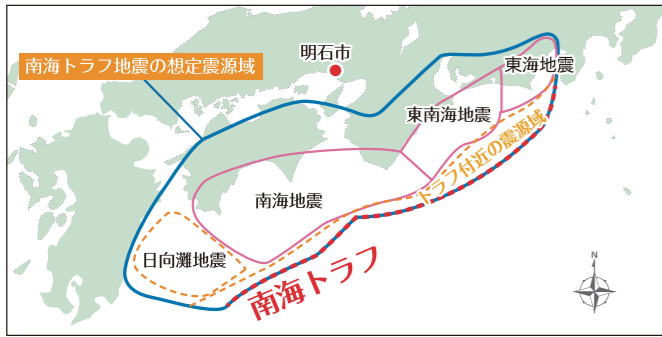 南海トラフ地震の想定震源域
明石市
東海地震
東南海地震
トラフ付近の震源域
南海地震
日向灘地震
南海トラフ
N